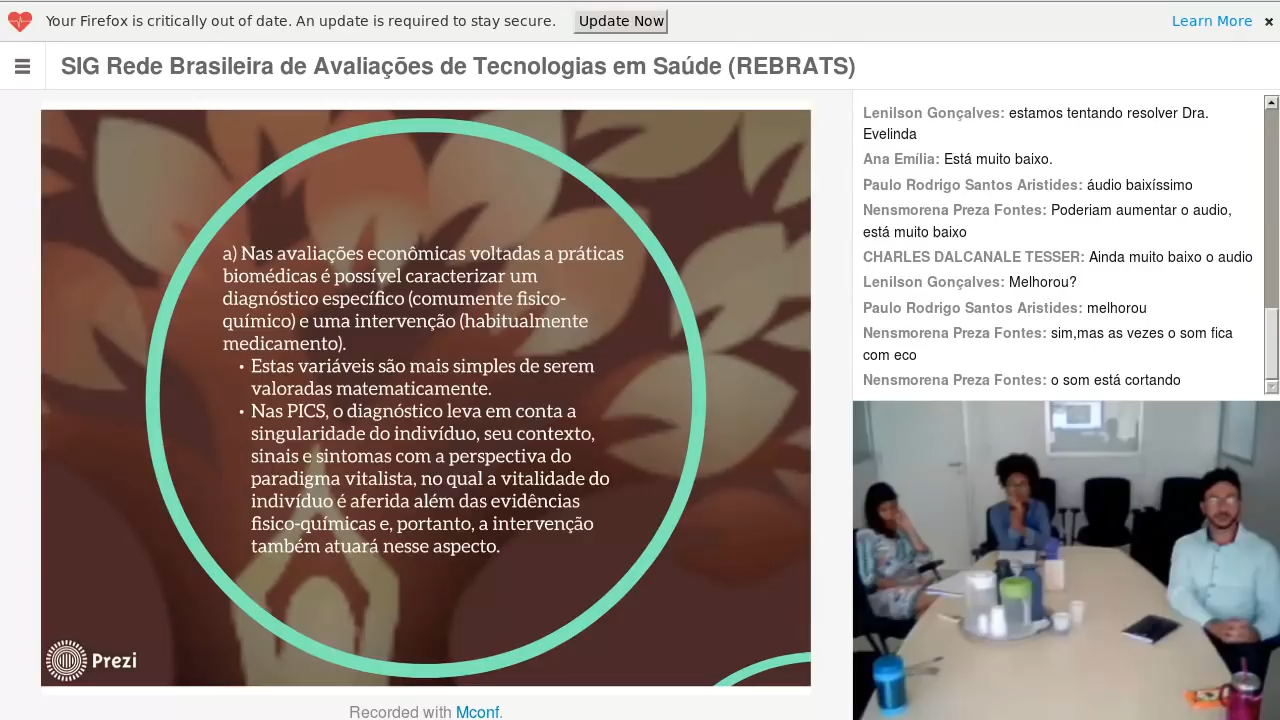 Your Firefox is critically out of date. An update is required to stay secure. Update Now Learn More ×
SIG Rede Brasileira de Avaliações de Tecnologias em Saúde (REBRATS)
a) Nas avaliações econômicas voltadas a práticas
biomédicas é possível caracterizar um
diagnóstico específico (comumente fisico-
químico) e uma intervenção (habitualmente
medicamento).
• Estas variáveis são mais simples de serem
valoradas matematicamente.
• Nas PICS, o diagnóstico leva em conta a
singularidade do indivíduo, seu contexto,
sinais e sintomas com a perspectiva do
paradigma vitalista, no qual a vitalidade do
indivíduo é aferida além das evidências
fisico-químicas e, portanto, a intervenção
também atuará nesse aspecto.
Prezi
Recorded with Mconf.
Lenilson Gonçalves: estamos tentando resolver Dra.
Evelinda
Ana Emília: Está muito baixo.
Paulo Rodrigo Santos Aristides: áudio baixíssimo
Nensmorena Preza Fontes: Poderiam aumentar o audio,
está muito baixo
CHARLES DALCANALE TESSER: Ainda muito baixo o audio
Lenilson Gonçalves: Melhorou?
Paulo Rodrigo Santos Aristides: melhorou
Nensmorena Preza Fontes: sim,mas as vezes o som fica
com eco
Nensmorena Preza Fontes: o som está cortando